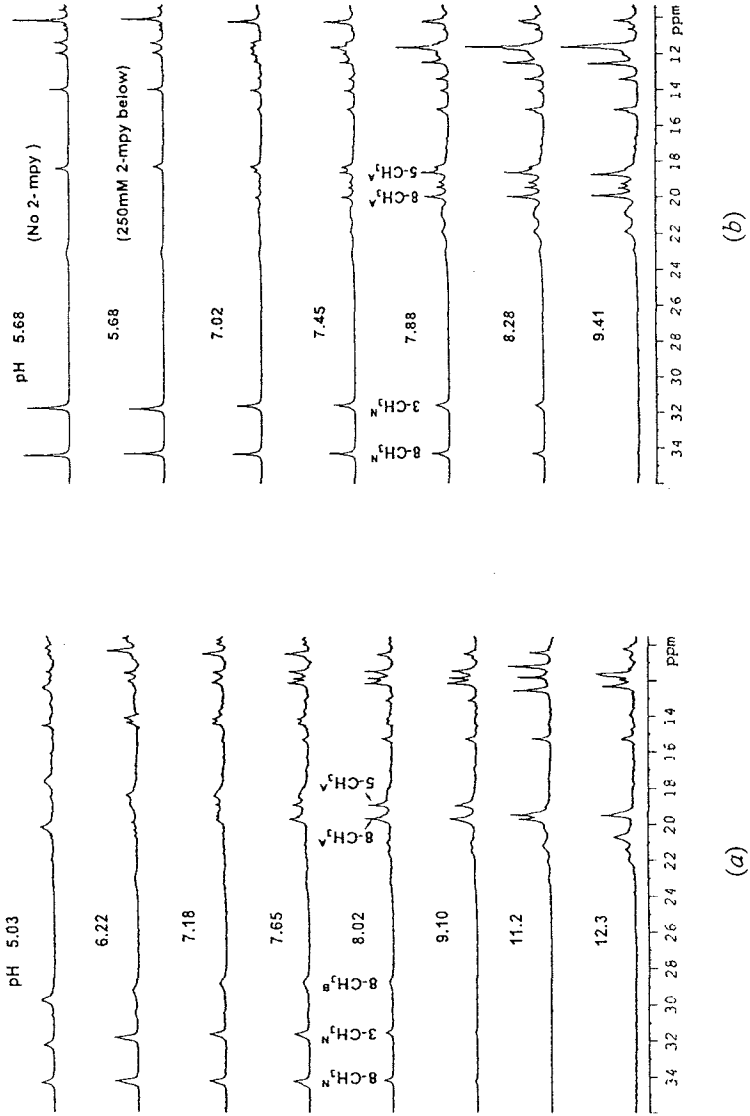 pH 5.03
6.22
7.18
7.65
8.02
9.10
11.2
12.3
8-CH₃ᴺ
3-CH₃ᴺ
8-CH₃ᴮ
8-CH₃ᴬ
5-CH₃ᴬ
34 32 30 28 26 24 22 20 18 16 14 ppm
(a)
pH 5.68 (No 2-mpy)
5.68 (250mM 2-mpy below)
7.02
7.45
7.88
8.28
9.41
8-CH₃ᴺ
3-CH₃ᴺ
8-CH₃ᴬ
5-CH₃ᴬ
34 32 30 28 26 24 22 20 18 16 14 12 ppm
(b)